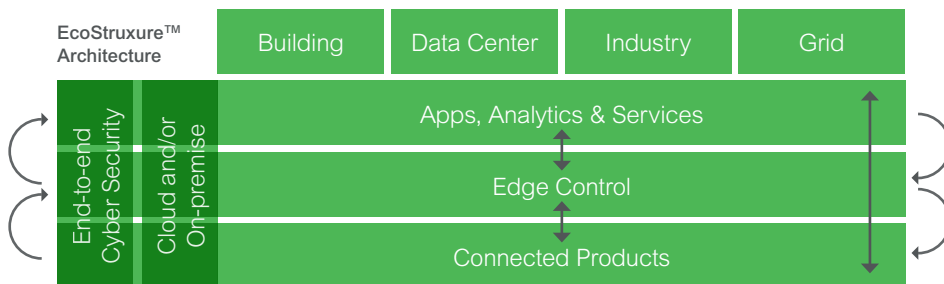 EcoStruxure™
Architecture
Building
Data Center
Industry
Grid
End-to-end
Cyber Security
Cloud and/or
On-premise
Apps, Analytics & Services
Edge Control
Connected Products